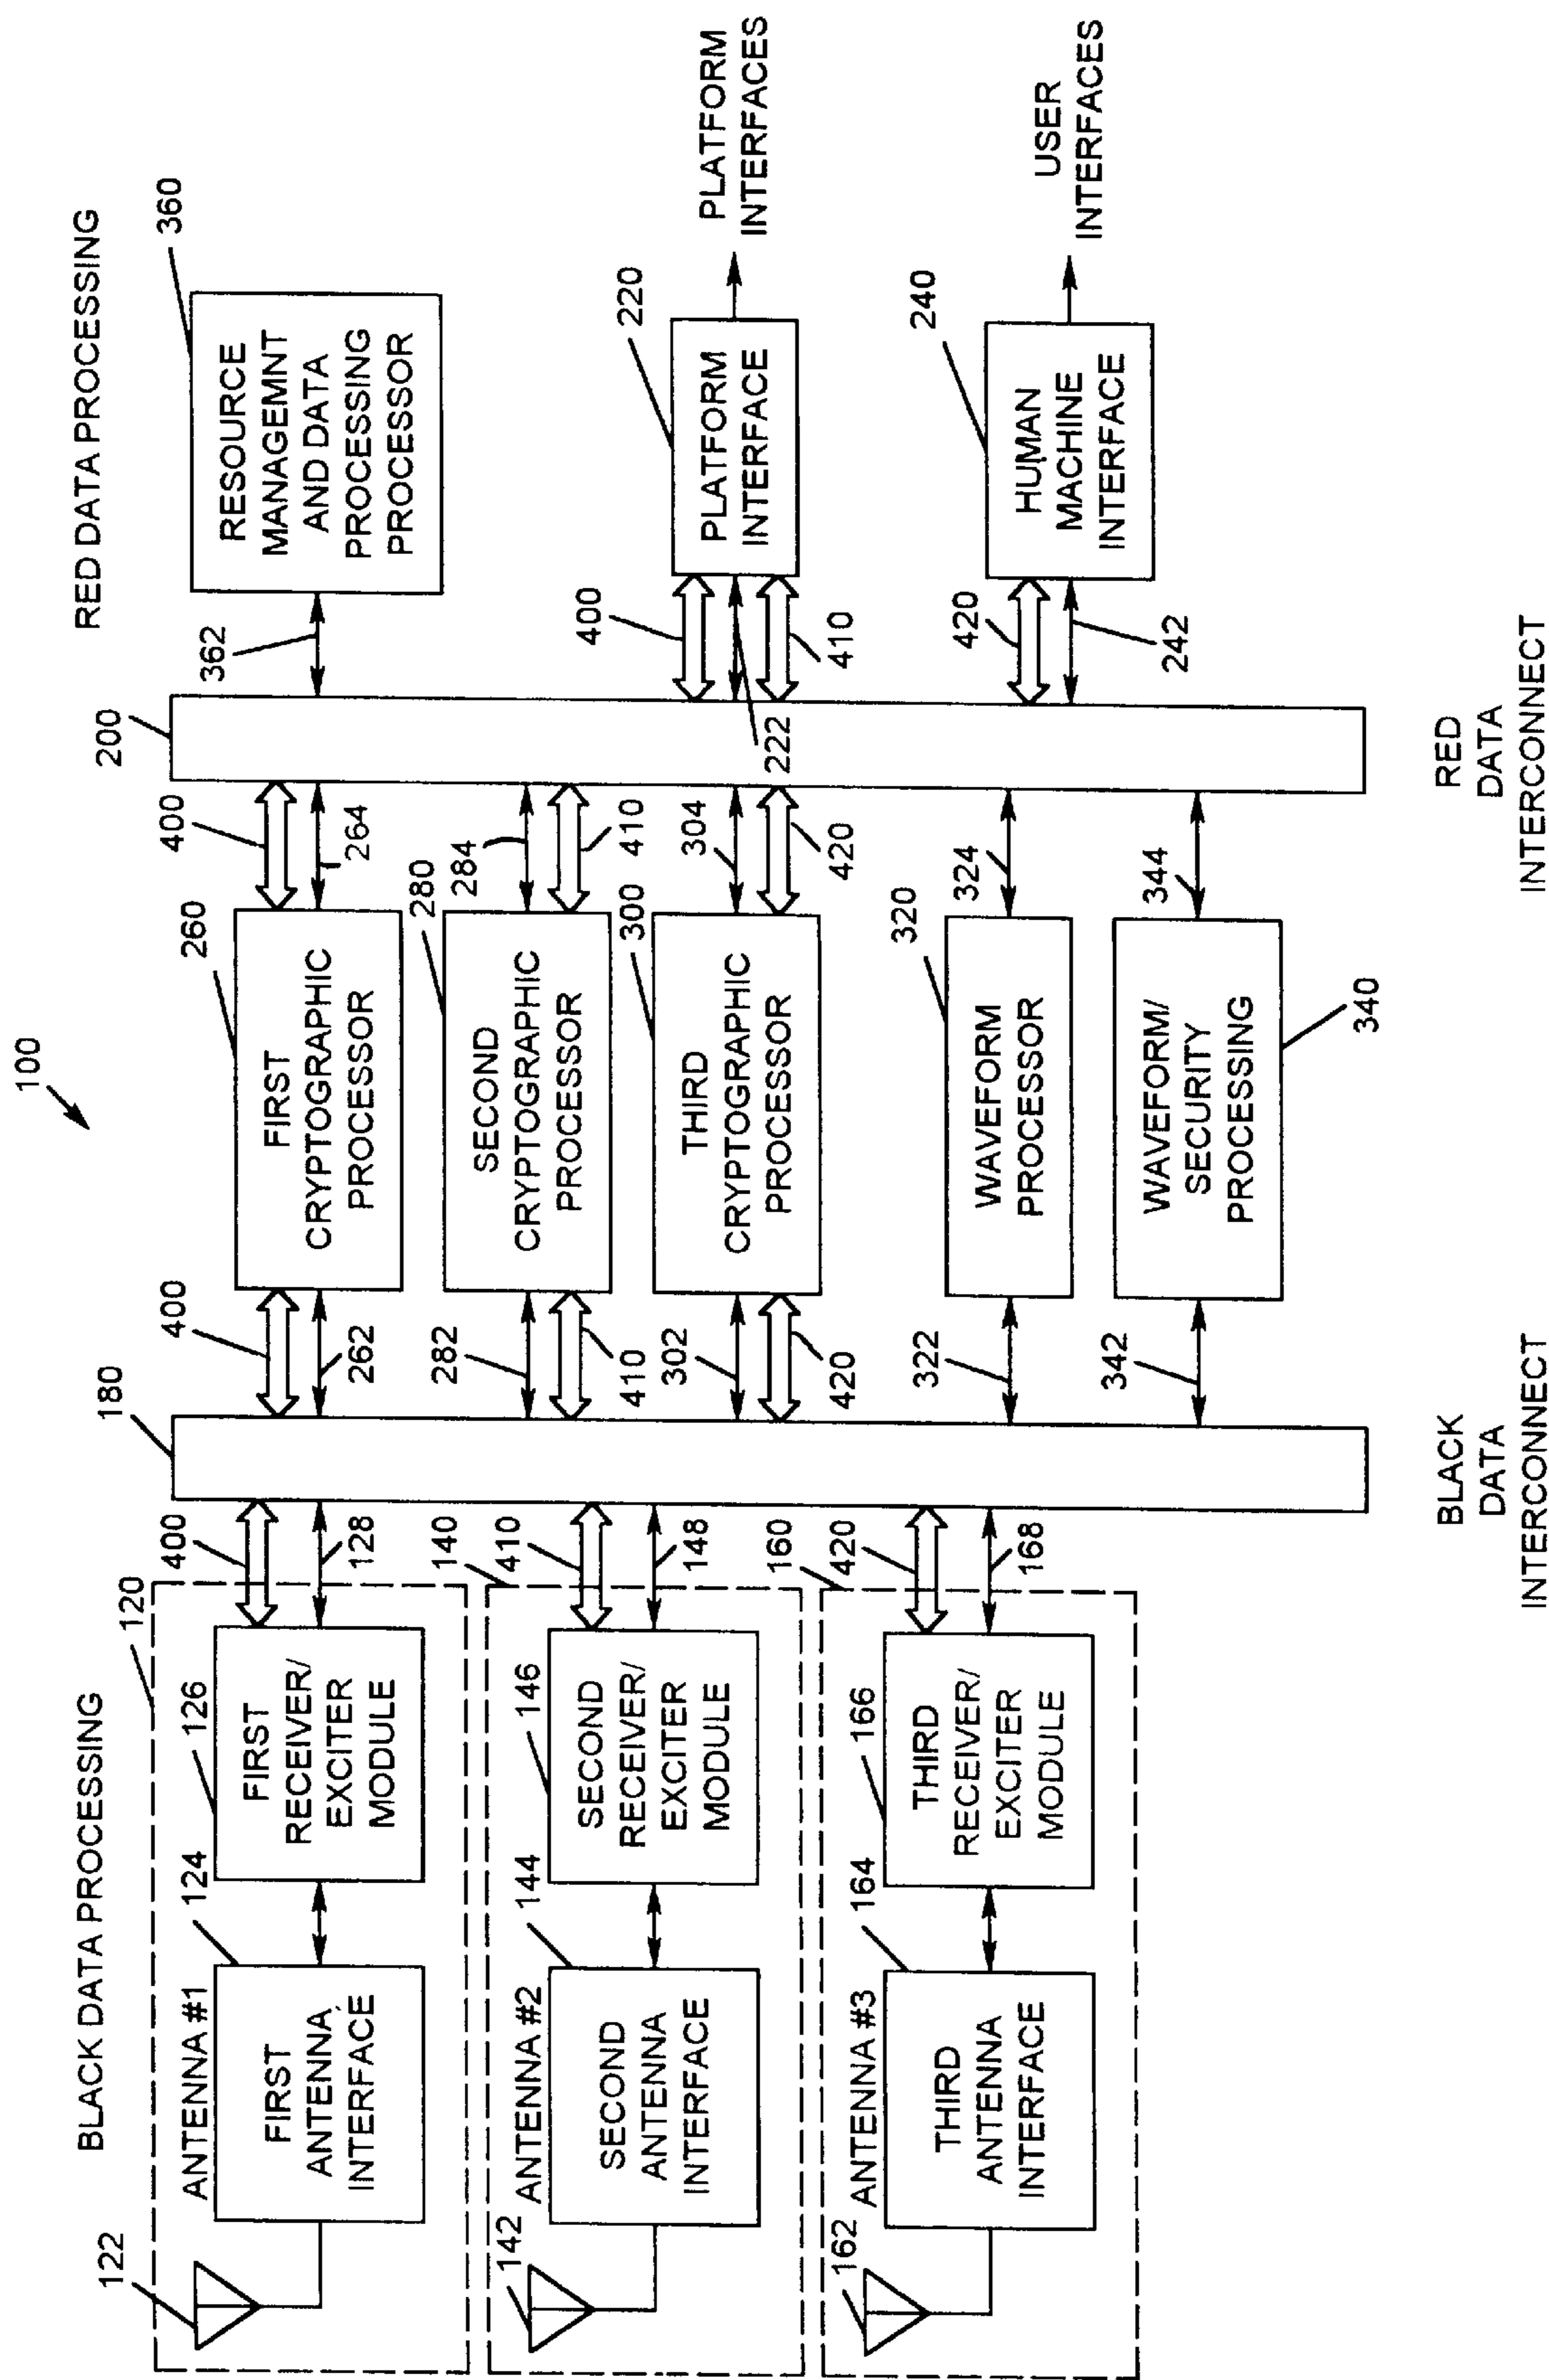 100
BLACK DATA PROCESSING
RED DATA PROCESSING
120
122
ANTENNA #1
124
FIRST
ANTENNA
INTERFACE
126
FIRST
RECEIVER/
EXCITER
MODULE
400
128
140
142
ANTENNA #2
144
SECOND
ANTENNA
INTERFACE
146
SECOND
RECEIVER/
EXCITER
MODULE
410
148
160
162
ANTENNA #3
164
THIRD
ANTENNA
INTERFACE
166
THIRD
RECEIVER/
EXCITER
MODULE
420
168
180
BLACK
DATA
INTERCONNECT
400
262
260
FIRST
CRYPTOGRAPHIC
PROCESSOR
400
264
282
410
280
SECOND
CRYPTOGRAPHIC
PROCESSOR
284
410
302
420
300
THIRD
CRYPTOGRAPHIC
PROCESSOR
304
420
322
320
WAVEFORM
PROCESSOR
324
342
WAVEFORM/
SECURITY
PROCESSING
340
344
200
RED
DATA
INTERCONNECT
362
360
RESOURCE
MANAGEMNT
AND DATA
PROCESSING
PROCESSOR
400
222
410
220
PLATFORM
INTERFACE
PLATFORM
INTERFACES
420
242
240
HUMAN
MACHINE
INTERFACE
USER
INTERFACES